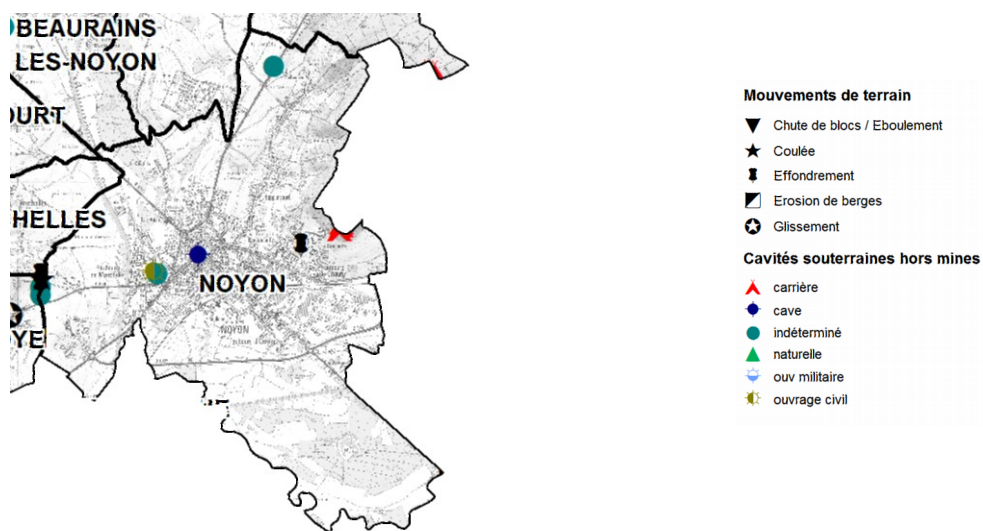 BEAURAINS
LES-NOYON
OURT
HELLES
NOYON
YE
NOYON
Mouvements de terrain
Chute de blocs / Eboulement
Coulée
Effondrement
Erosion de berges
Glissement
Cavités souterraines hors mines
carrière
cave
indéterminé
naturelle
ouv militaire
ouvrage civil